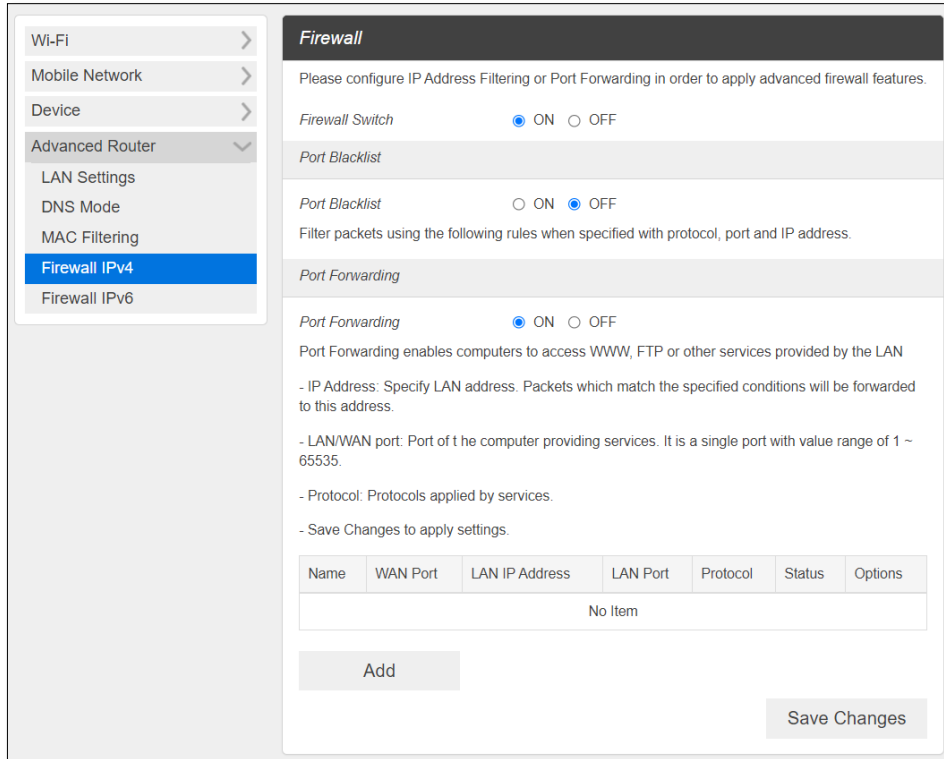 Wi-Fi
Mobile Network
Device
Advanced Router
LAN Settings
DNS Mode
MAC Filtering
Firewall IPv4
Firewall IPv6
Firewall
Please configure IP Address Filtering or Port Forwarding in order to apply advanced firewall features.
Firewall Switch ON OFF
Port Blacklist
Port Blacklist ON OFF
Filter packets using the following rules when specified with protocol, port and IP address.
Port Forwarding
Port Forwarding ON OFF
Port Forwarding enables computers to access WWW, FTP or other services provided by the LAN
- IP Address: Specify LAN address. Packets which match the specified conditions will be forwarded
to this address.
- LAN/WAN port: Port of t he computer providing services. It is a single port with value range of 1 ~
65535.
- Protocol: Protocols applied by services.
- Save Changes to apply settings.
Name WAN Port LAN IP Address LAN Port Protocol Status Options
No Item
Add
Save Changes